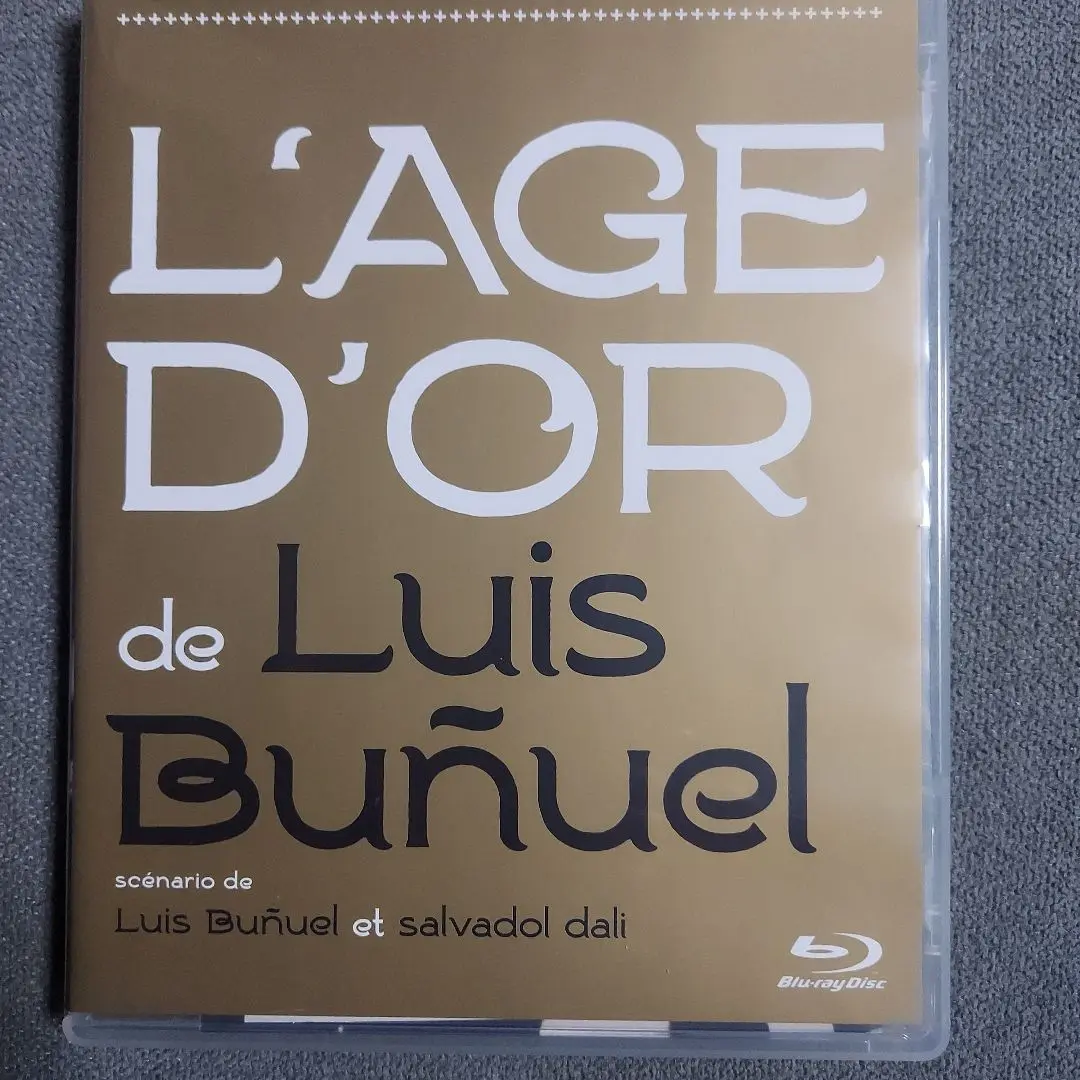 L‘AGE
D’OR
de Luis
Buñuel
scénario de
Luis Buñuel et salvadol dali
Blu-ray Disc